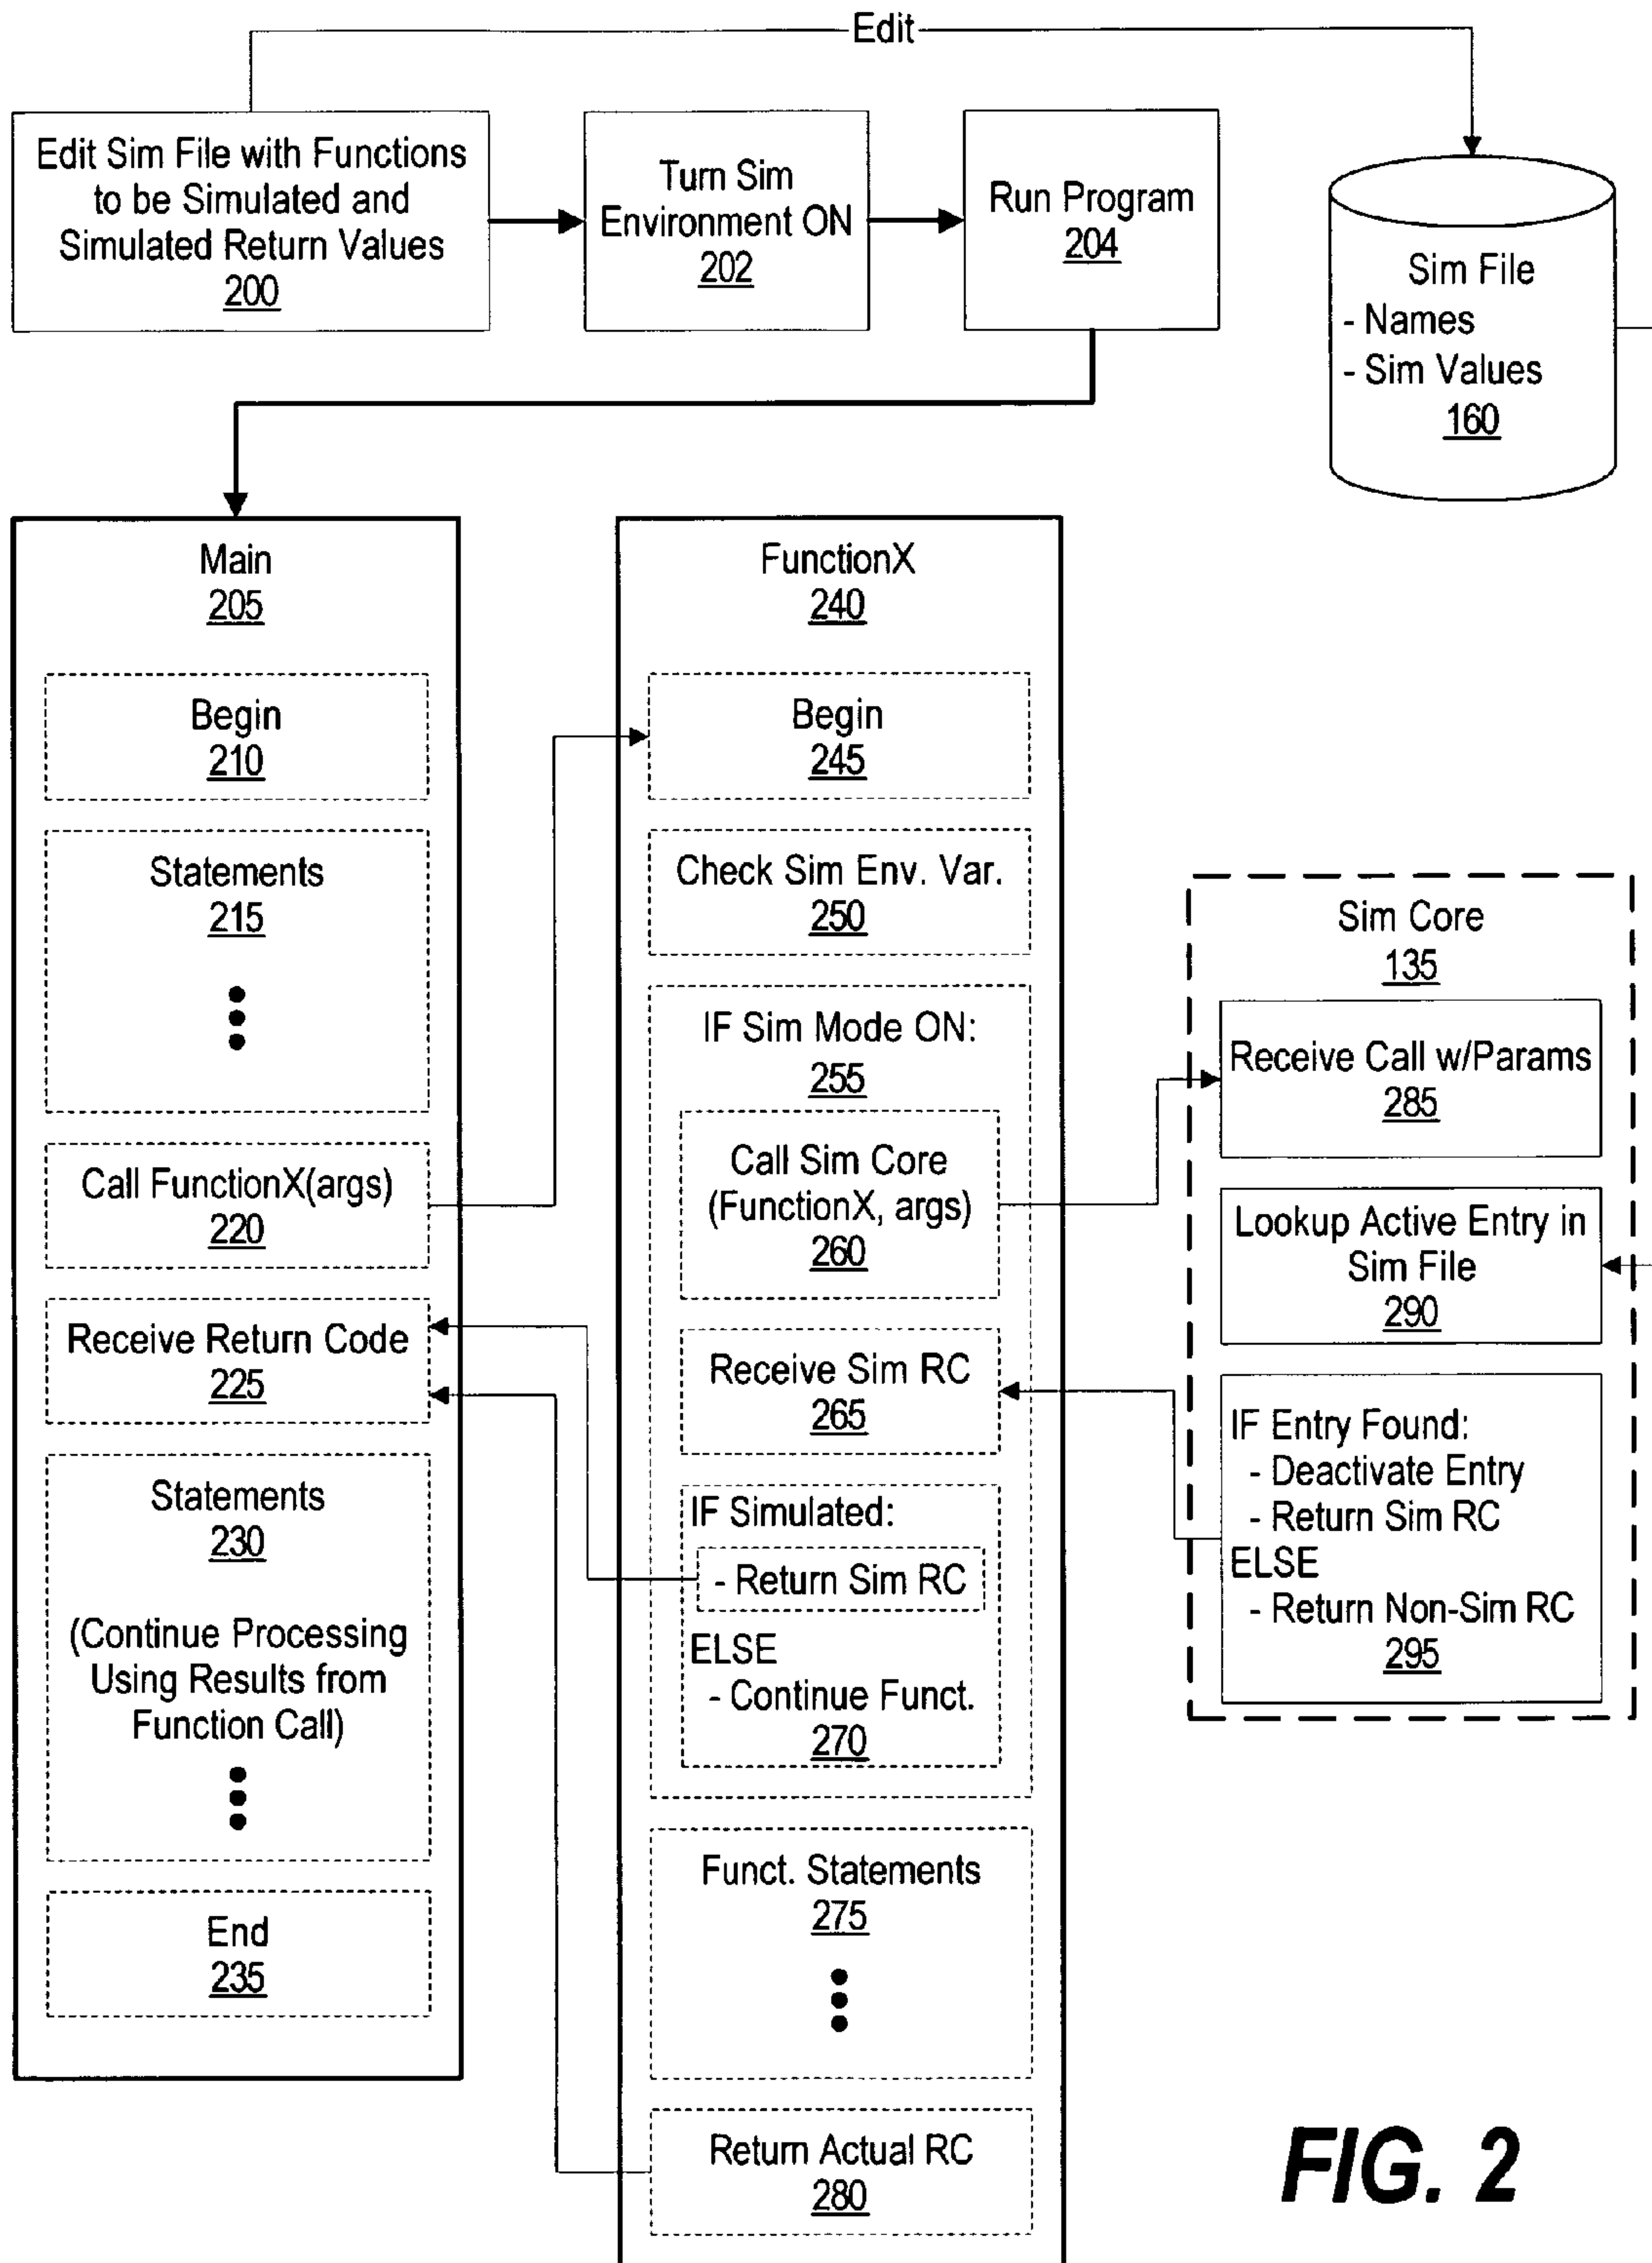 Edit
Edit Sim File with Functions
to be Simulated and
Simulated Return Values
200
Turn Sim
Environment ON
202
Run Program
204
Sim File
- Names
- Sim Values
160
Main
205
Begin
210
Statements
215
Call FunctionX(args)
220
Receive Return Code
225
Statements
230
(Continue Processing
Using Results from
Function Call)
End
235
FunctionX
240
Begin
245
Check Sim Env. Var.
250
IF Sim Mode ON:
255
Call Sim Core
(FunctionX, args)
260
Receive Sim RC
265
IF Simulated:
- Return Sim RC
ELSE
- Continue Funct.
270
Funct. Statements
275
Return Actual RC
280
Sim Core
135
Receive Call w/Params
285
Lookup Active Entry in
Sim File
290
IF Entry Found:
- Deactivate Entry
- Return Sim RC
ELSE
- Return Non-Sim RC
295
FIG. 2